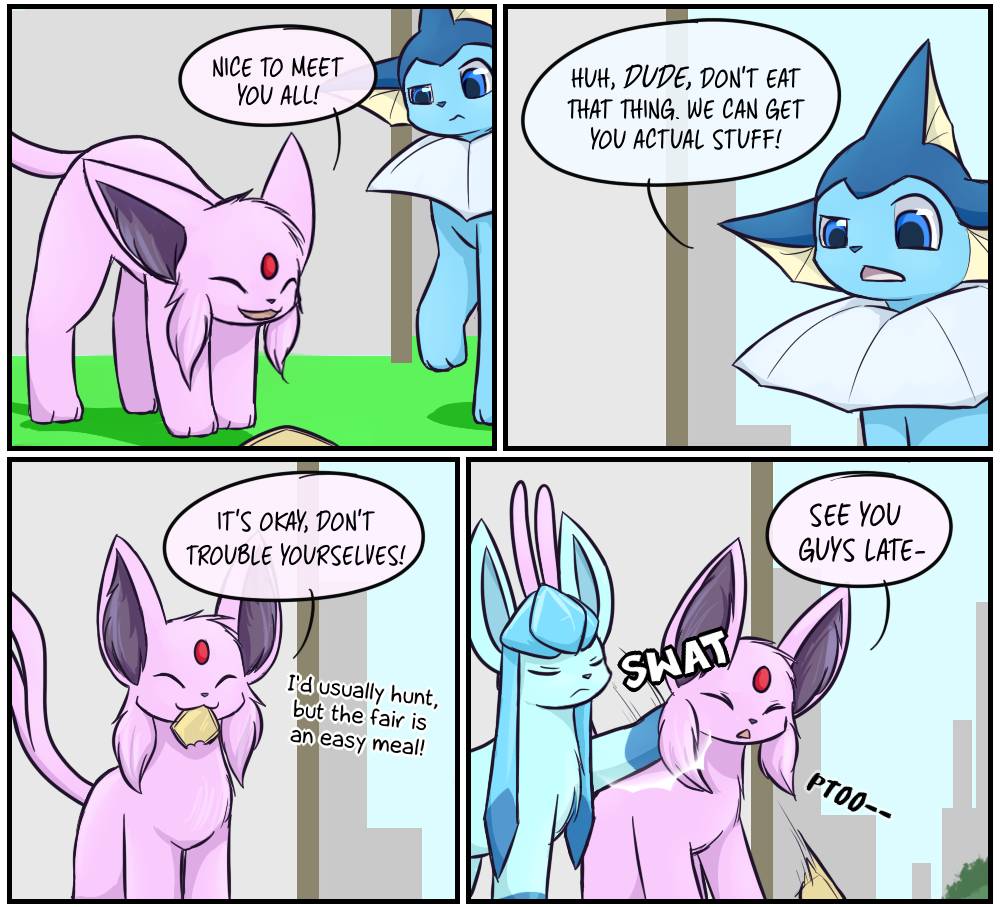 NICE TO MEET
YOU ALL!
HUH, DUDE, DON'T EAT
THAT THING. WE CAN GET
YOU ACTUAL STUFF!
IT'S OKAY, DON'T
TROUBLE YOURSELVES!
I'd usually hunt,
but the fair is
an easy meal!
SEE YOU
GUYS LATE-
SWAT
PTOO--